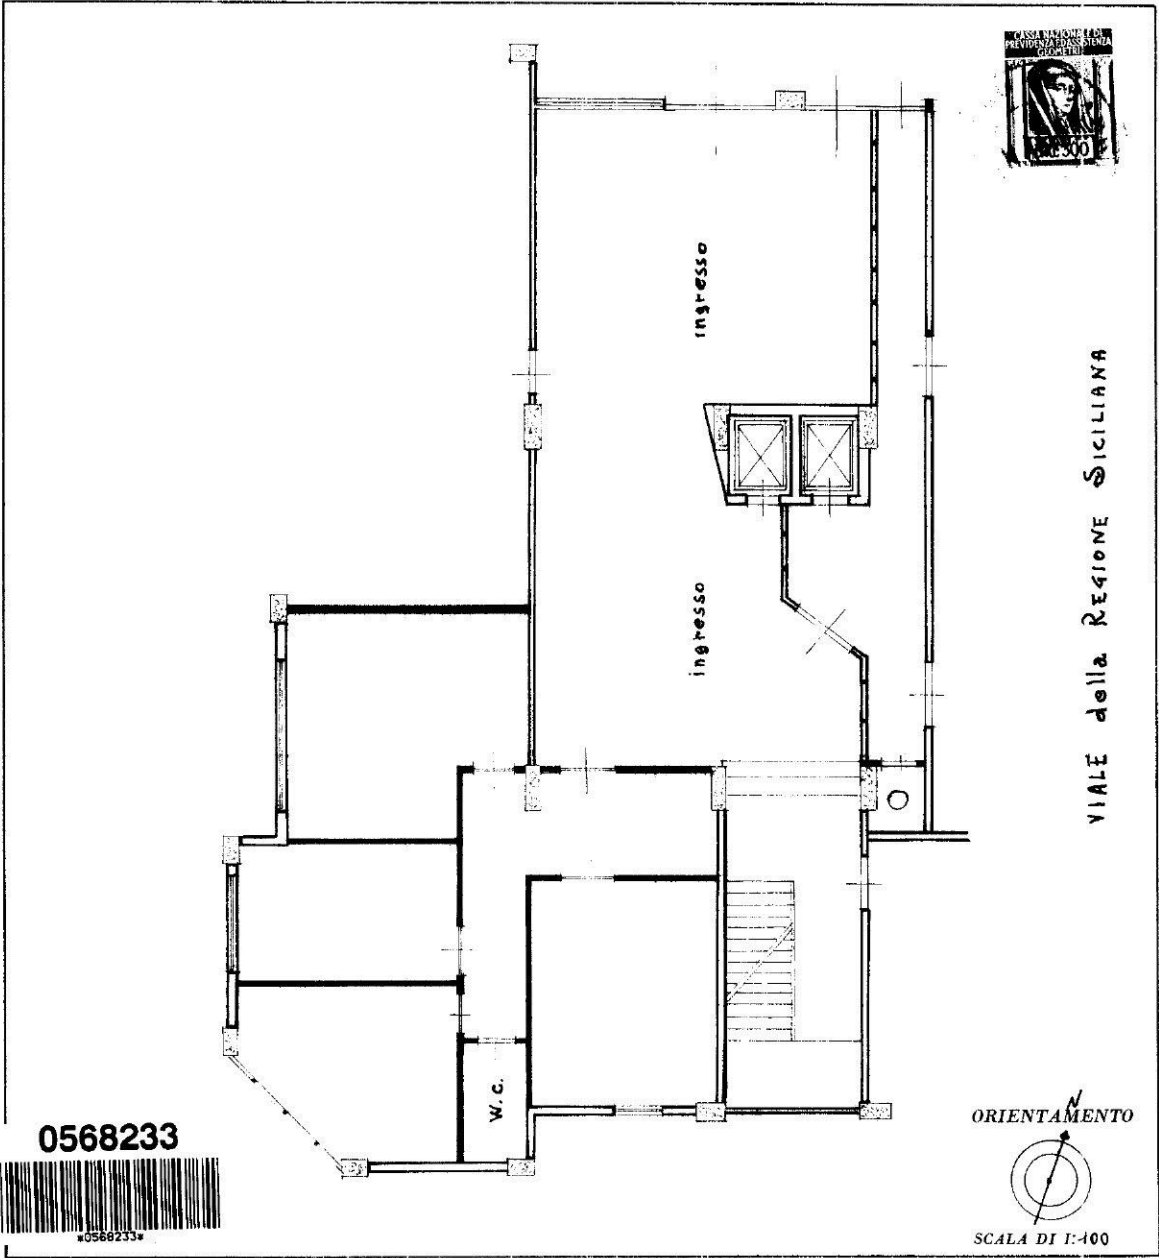 CASSA NAZIONALE DI
PREVIDENZA ED ASSISTENZA
GEOMETRI
ingresso
ingresso
VIALE della REGIONE SICILIANA
W.C.
0568233
*0568233*
N
ORIENTAMENTO
SCALA DI 1:100